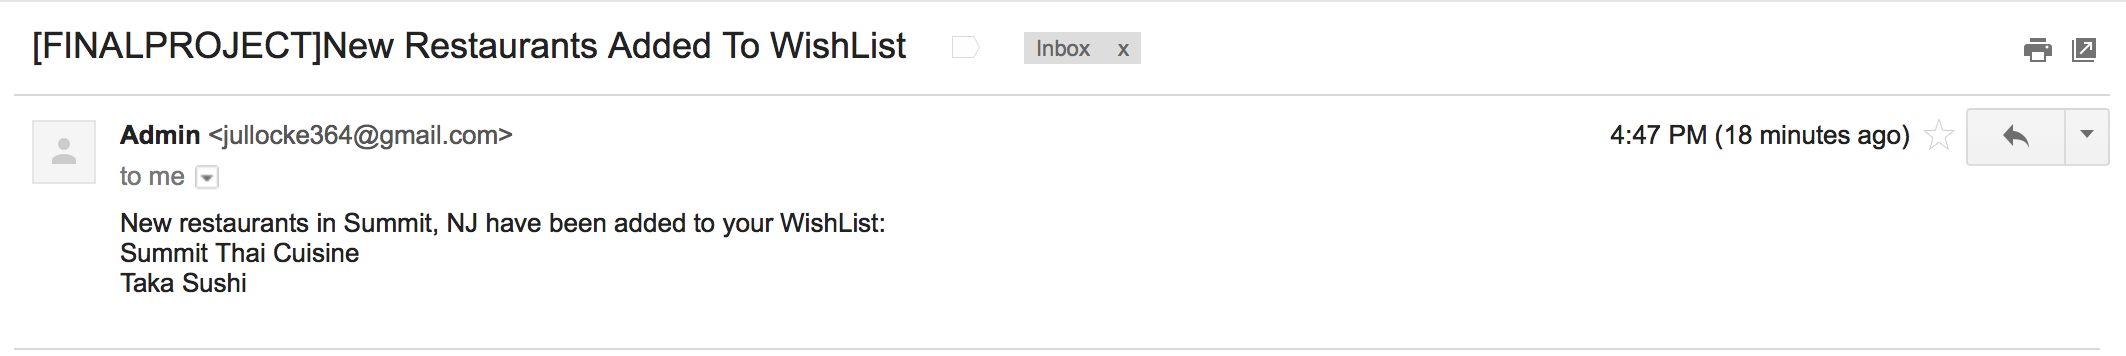 [FINALPROJECT]New Restaurants Added To WishList
Inbox x
Admin <jullocke364@gmail.com>
4:47 PM (18 minutes ago)
to me
New restaurants in Summit, NJ have been added to your WishList:
Summit Thai Cuisine
Taka Sushi